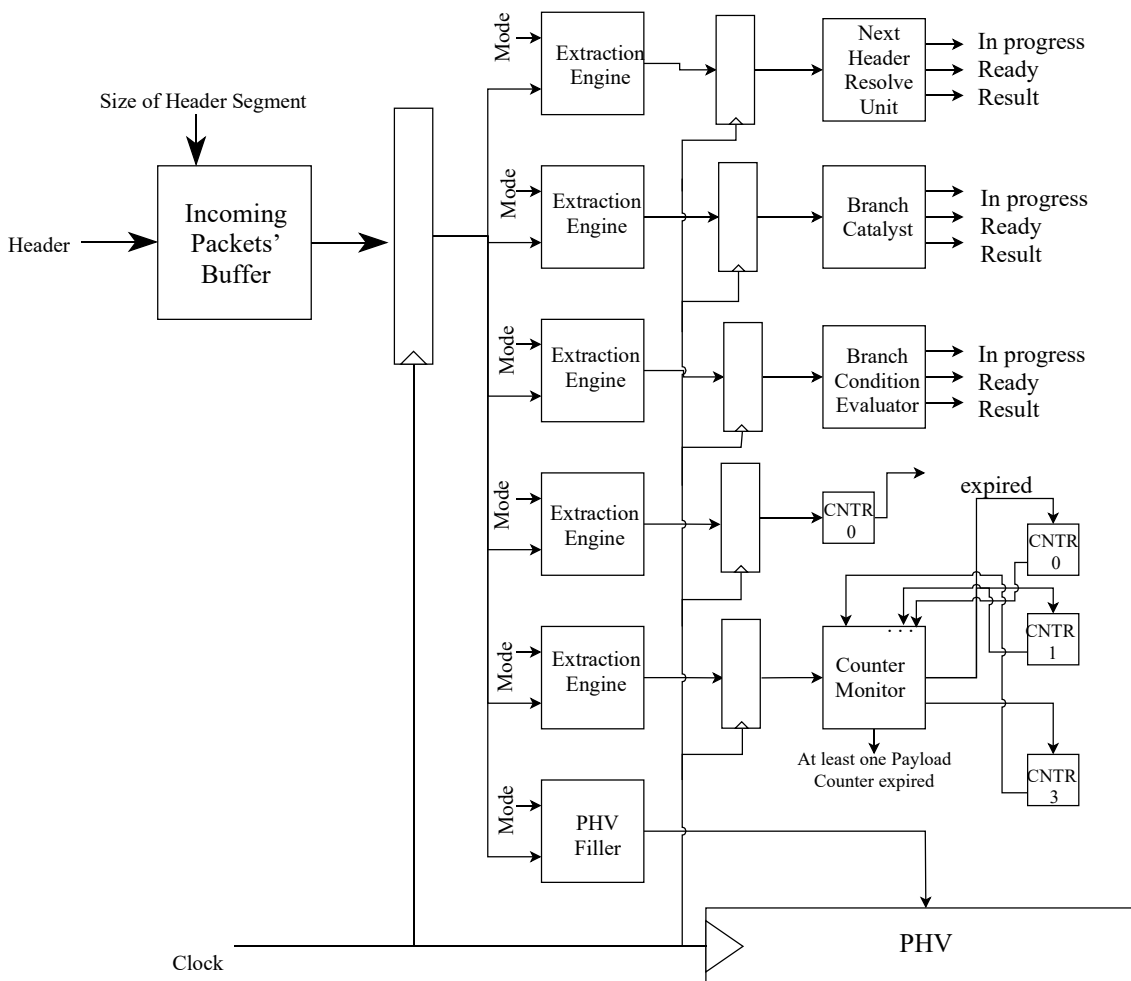 Mode
Extraction
Engine
Next
Header
Resolve
Unit
In progress
Ready
Result
Size of Header Segment
Incoming
Packets’
Buffer
Header
Mode
Extraction
Engine
Branch
Catalyst
In progress
Ready
Result
Mode
Extraction
Engine
Branch
Condition
Evaluator
In progress
Ready
Result
Mode
Extraction
Engine
CNTR
0
expired
CNTR
0
Mode
Extraction
Engine
. . .
Counter
Monitor
CNTR
1
At least one Payload
Counter expired
CNTR
3
Mode
PHV
Filler
PHV
Clock